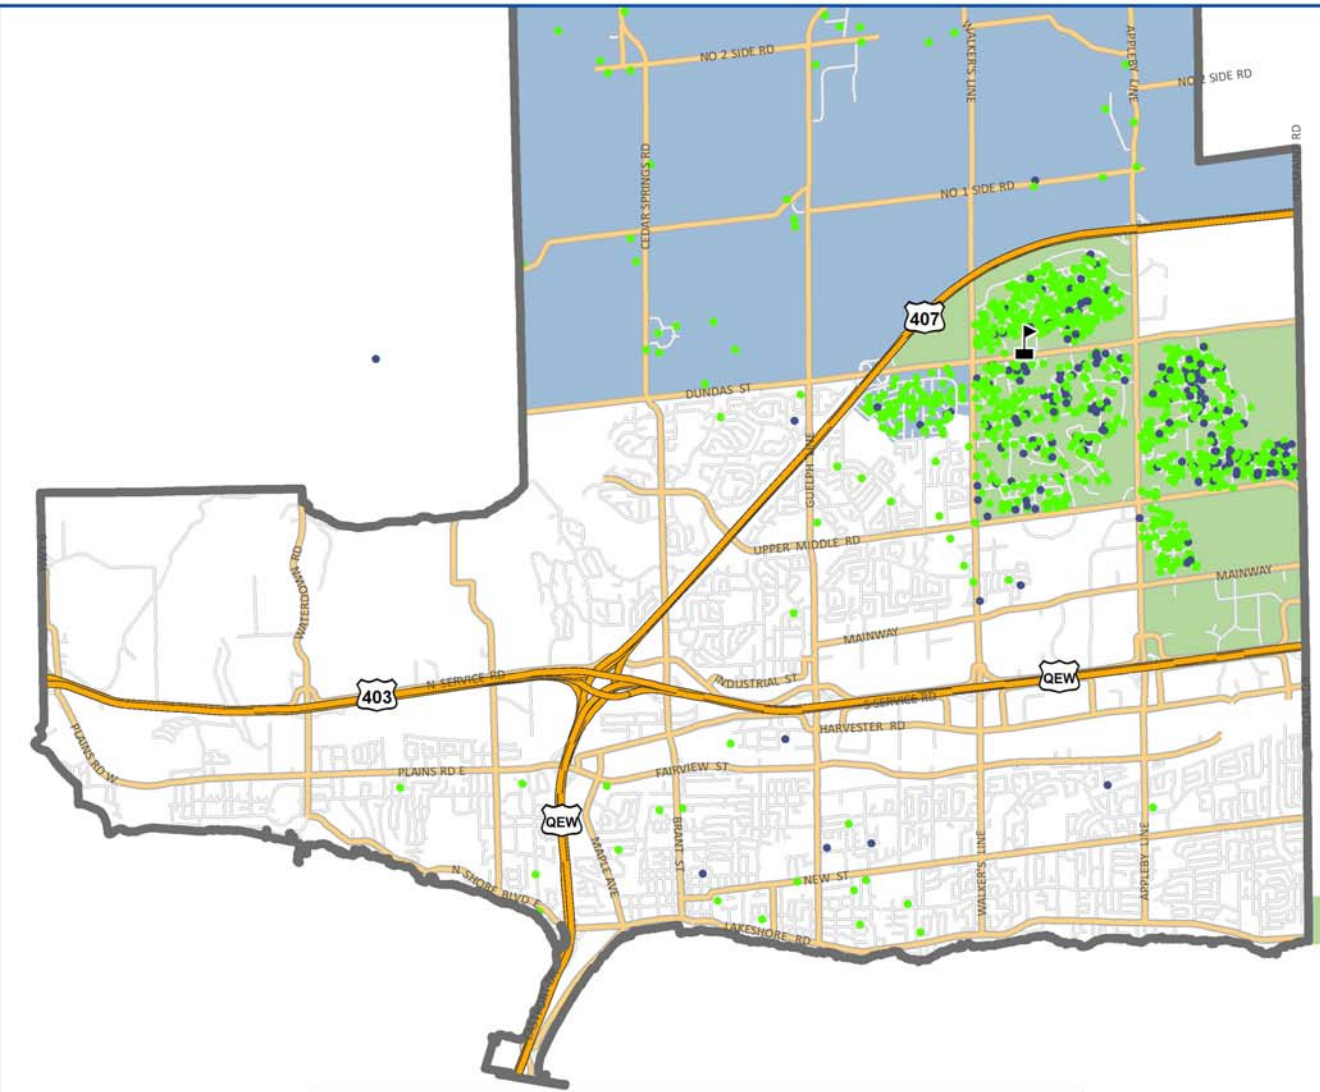 NO 2 SIDE RD
WALKER'S LINE
APPLEBY LINE
NO 2 SIDE RD
CEDAR SPRINGS RD
NO 1 SIDE RD
407
DUNDAS ST
GUELPH LINE
UPPER MIDDLE RD
WATERDOWN RD
MAINWAY
MAINWAY
N SERVICE RD
403
INDUSTRIAL ST
QEW
S SERVICE RD
HARVESTER RD
PLAINS RD W
PLAINS RD E
FAIRVIEW ST
QEW
BRANT ST
MAPLE AVE
WALKER'S LINE
APPLEBY LINE
N SHORE BLVD E
NEW ST
LAKESHORE RD